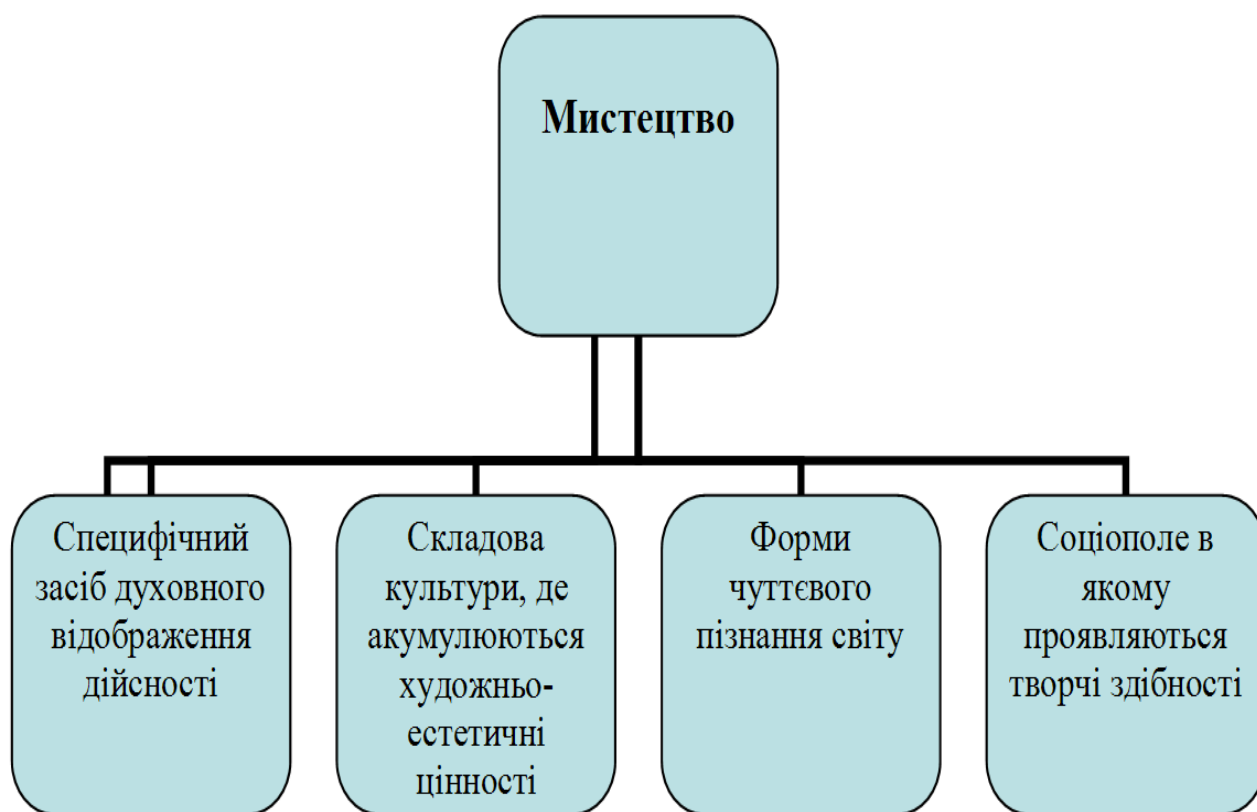 Мистецтво
Специфічний
засіб духовного
відображення
дійсності
Складова
культури, де
акумулюються
художньо-
естетичні
цінності
Форми
чуттєвого
пізнання світу
Соціополе в
якому
проявляються
творчі здібності